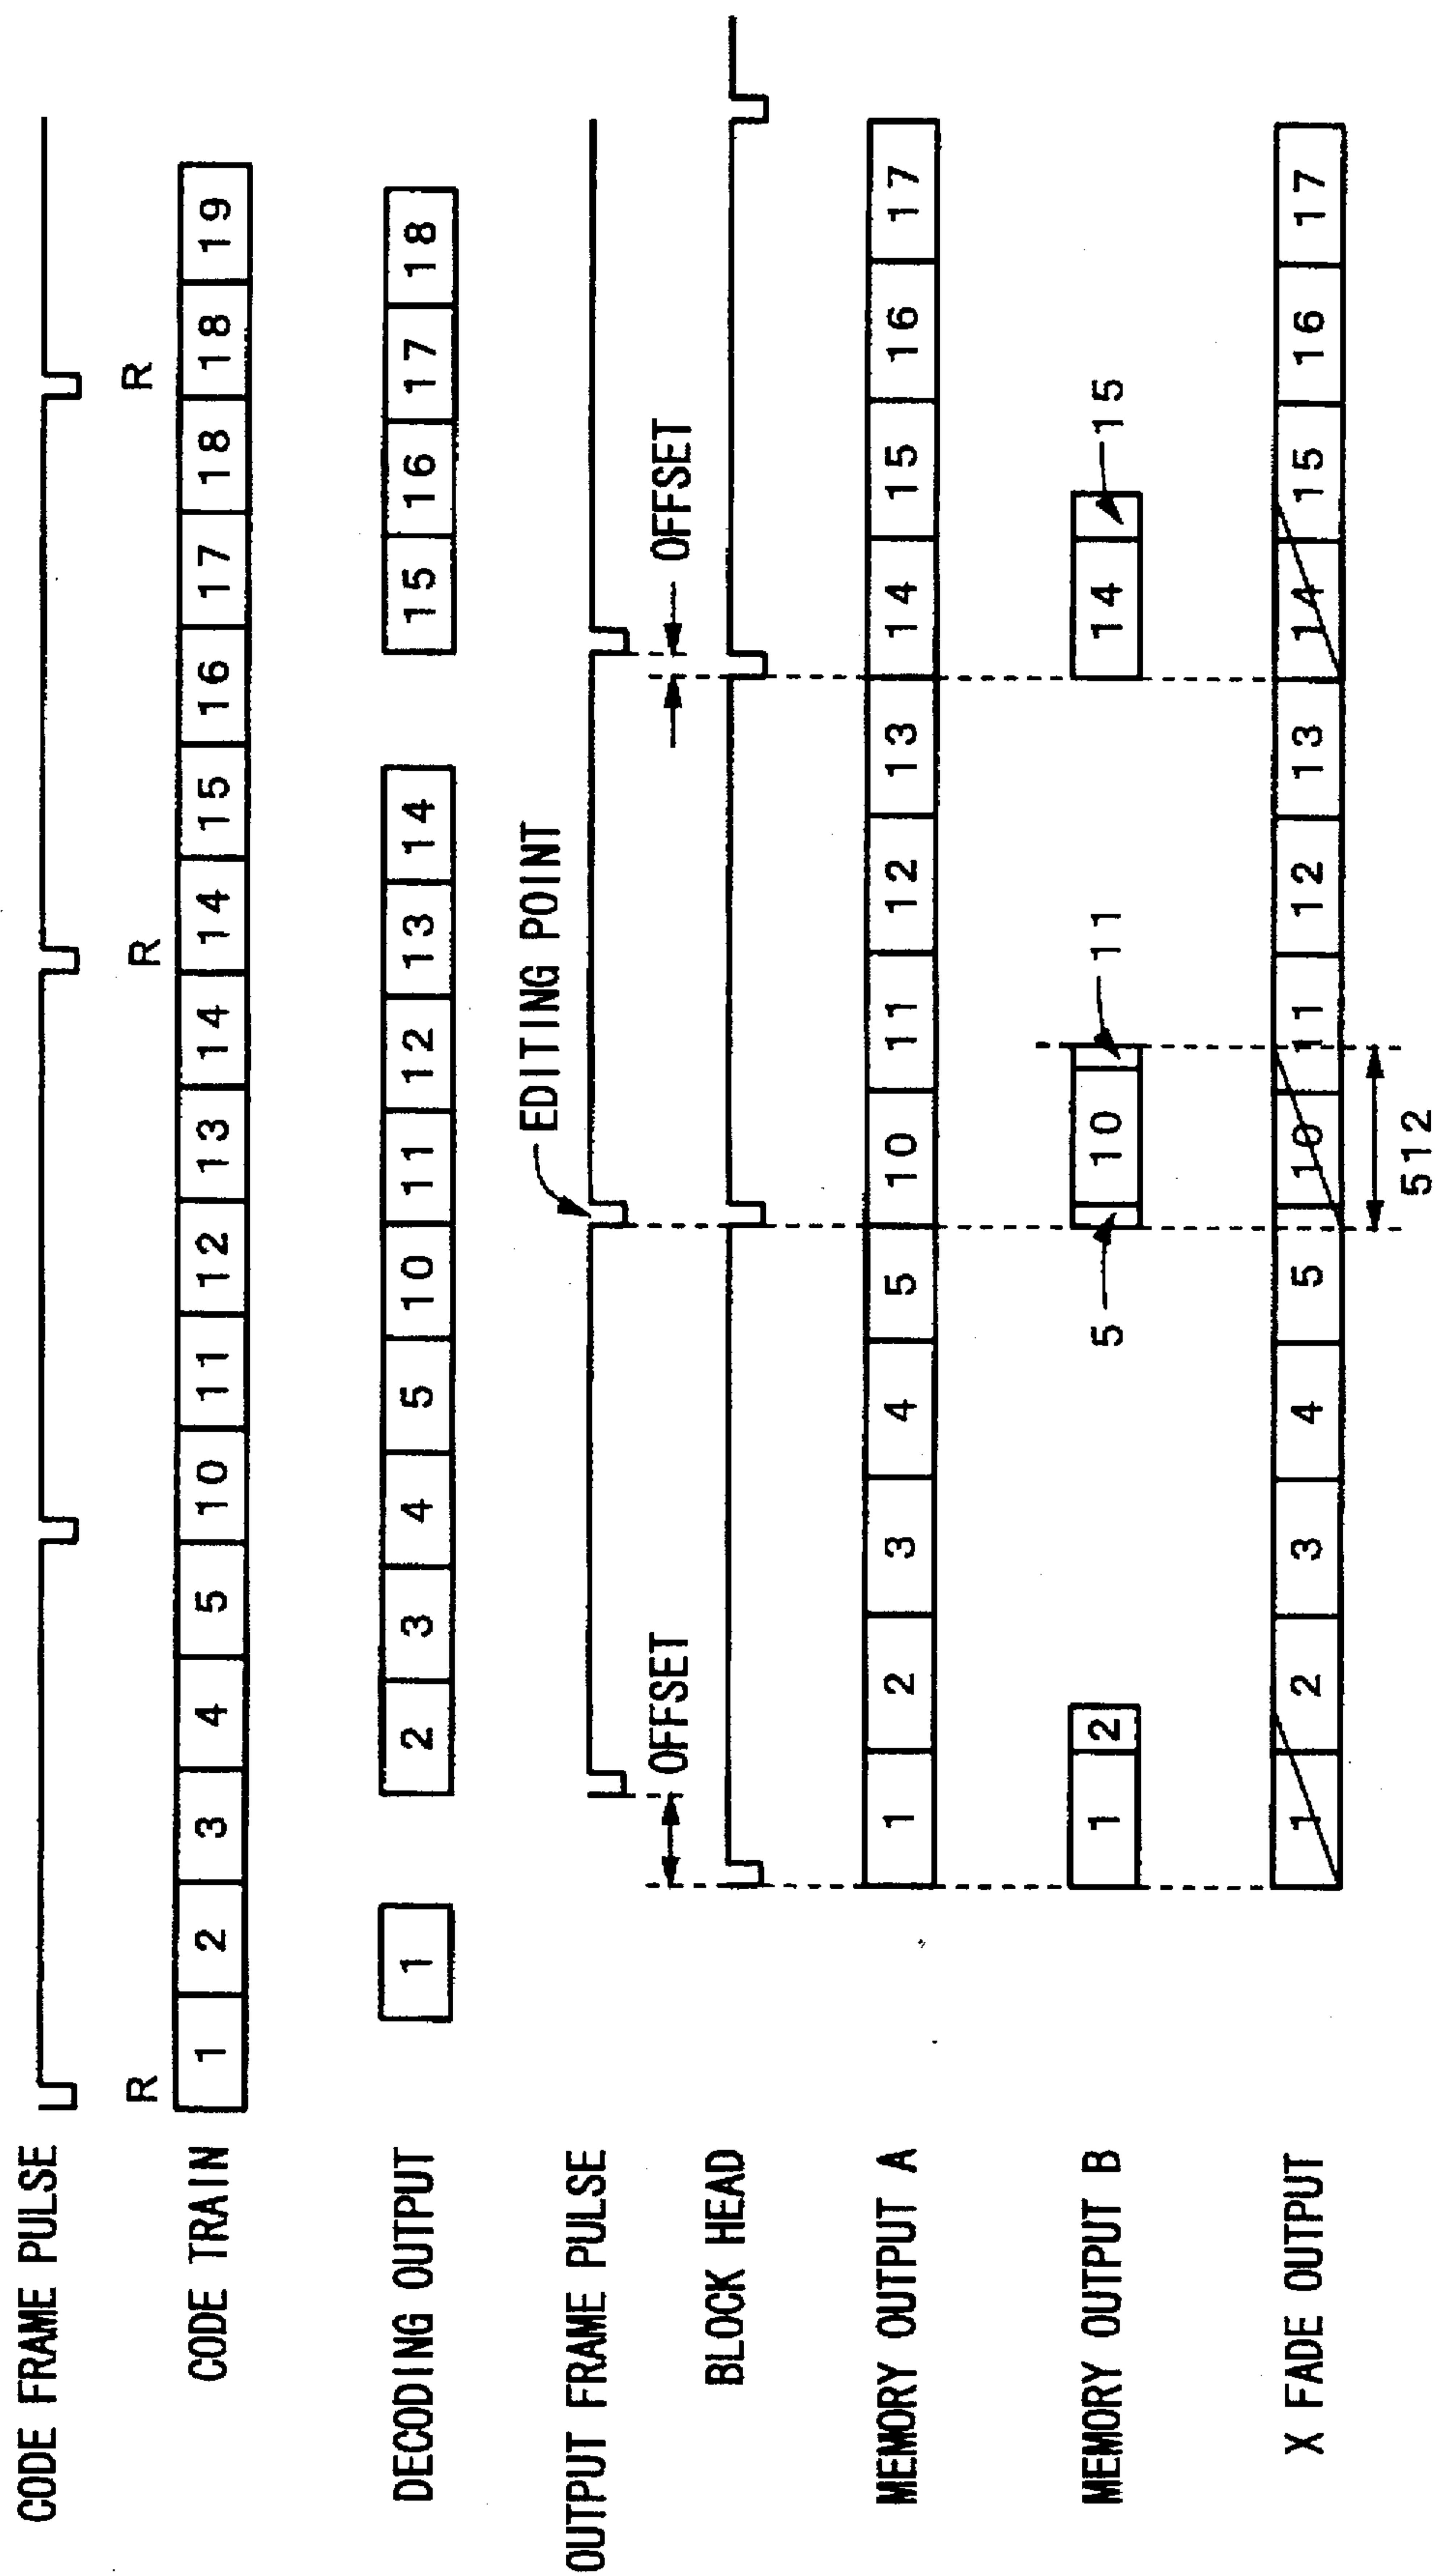 CODE FRAME PULSE
R R R
CODE TRAIN 1 2 3 4 5 10 11 12 13 14 14 15 16 17 18 18 19
DECODING OUTPUT 1 2 3 4 5 10 11 12 13 14 15 16 17 18
EDITING POINT
OUTPUT FRAME PULSE
OFFSET OFFSET
BLOCK HEAD
MEMORY OUTPUT A 1 2 3 4 5 10 11 12 13 14 15 16 17
MEMORY OUTPUT B 1 2 5 10 11 14 15
X FADE OUTPUT 1 2 3 4 5 10 11 12 13 14 15 16 17
512